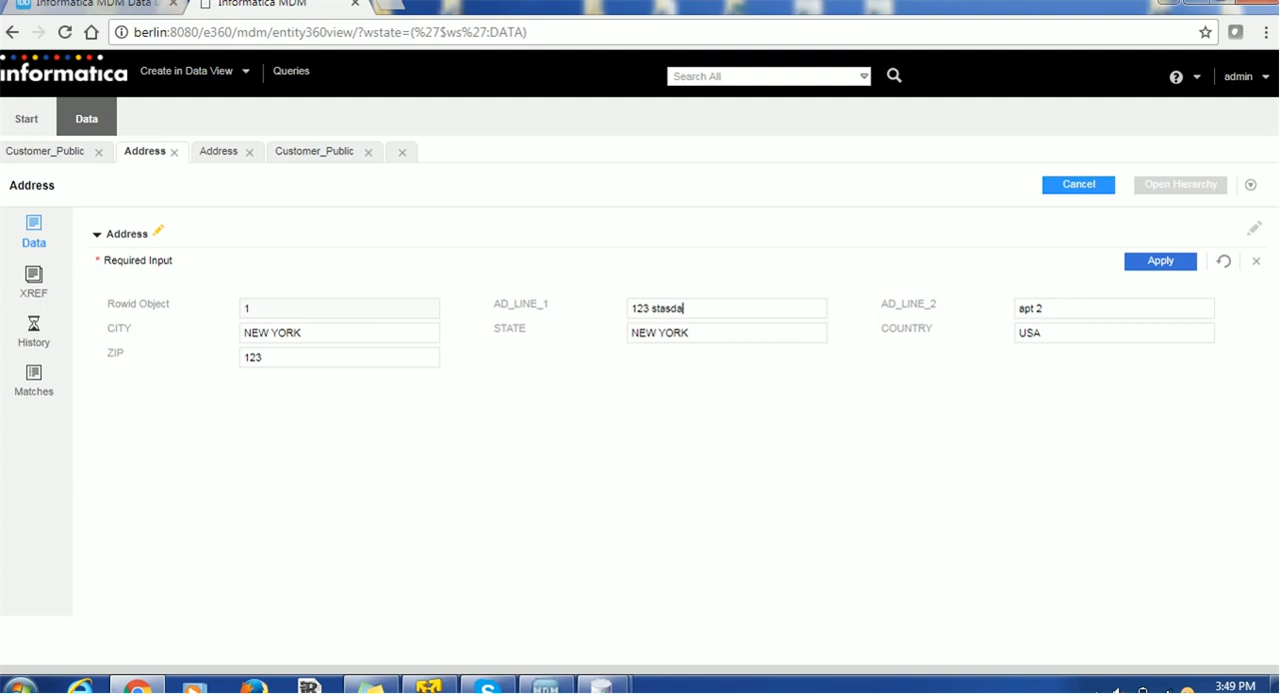 Informatica MDM Data D
Informatica MDM
berlin:8080/e360/mdm/entity360view/?wstate=(%27$ws%27:DATA)
informatica Create in Data View Queries Search All ? admin
Start Data
Customer_Public Address Address Customer_Public
Address Cancel Open Hierarchy
Data
XREF
History
Matches
Address
* Required Input Apply
Rowid Object 1 AD_LINE_1 123 stasda AD_LINE_2 apt 2
CITY NEW YORK STATE NEW YORK COUNTRY USA
ZIP 123
3:49 PM